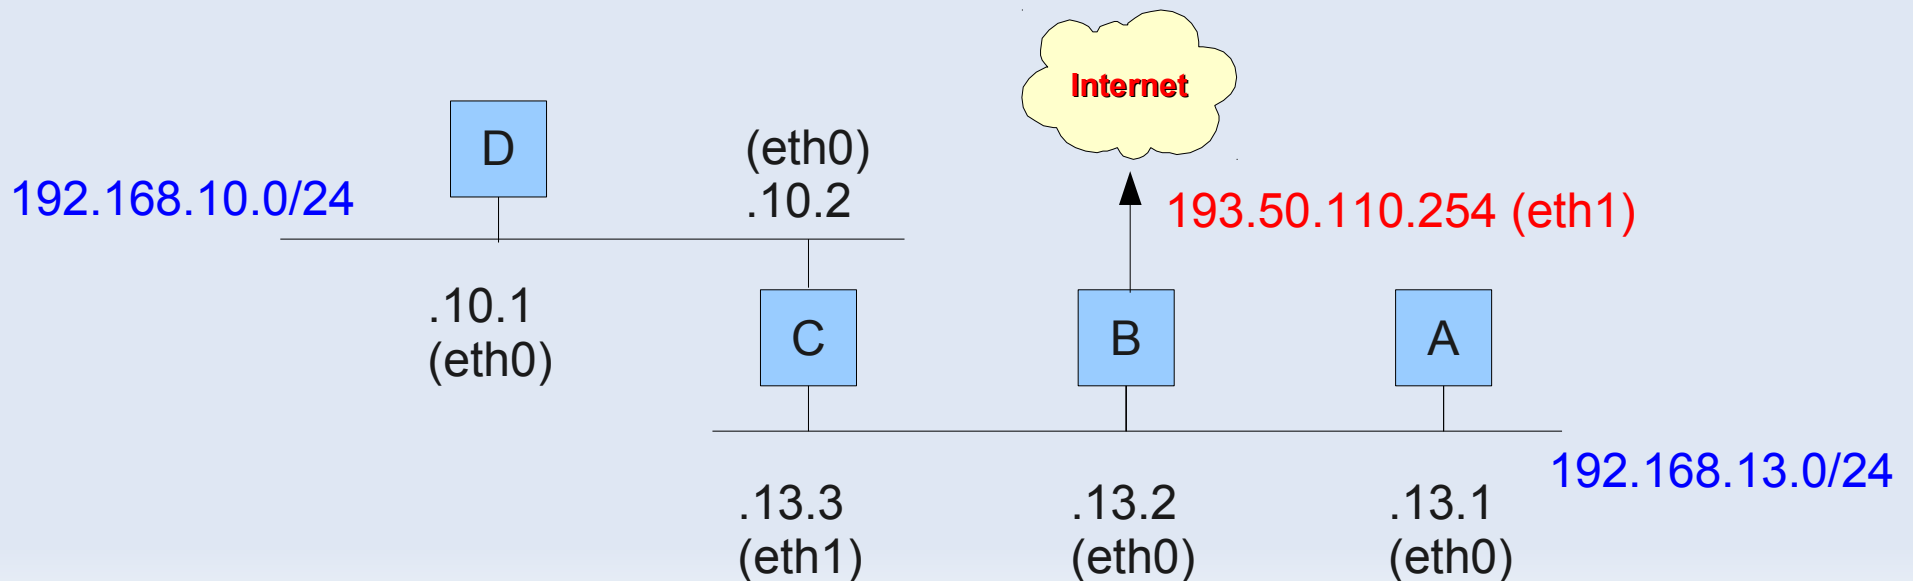 Internet
D
(eth0)
.10.2
192.168.10.0/24
193.50.110.254 (eth1)
.10.1
(eth0)
C
B
A
192.168.13.0/24
.13.3
(eth1)
.13.2
(eth0)
.13.1
(eth0)